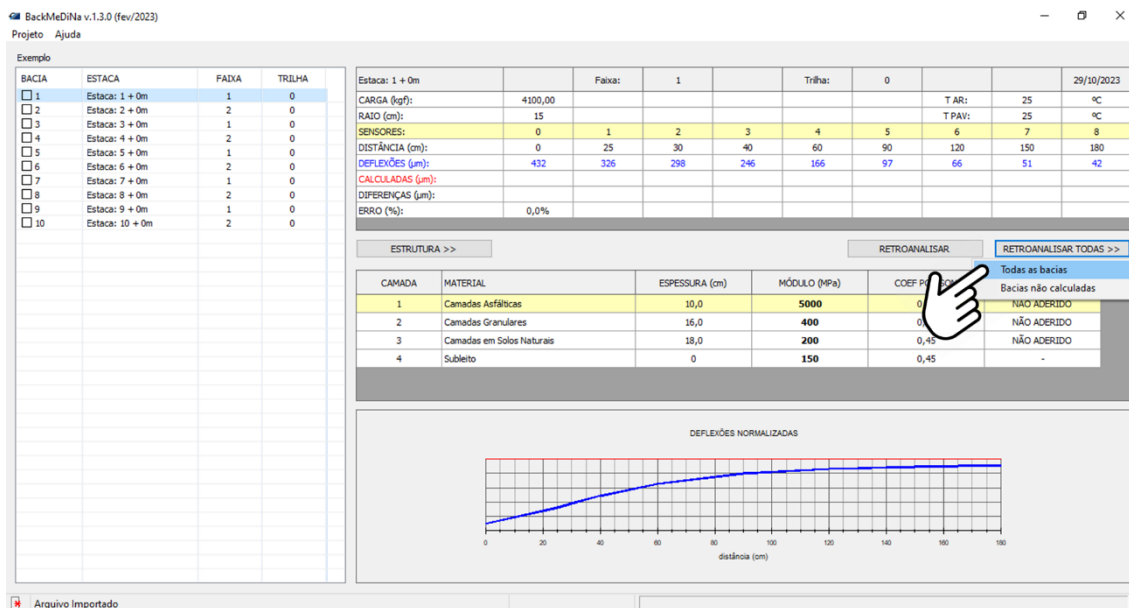 BackMeDiNa v.1.3.0 (fev/2023)
Projeto Ajuda
Exemplo
BACIA ESTACA FAIXA TRILHA
1 Estaca: 1 + 0m 1 0
2 Estaca: 2 + 0m 2 0
3 Estaca: 3 + 0m 1 0
4 Estaca: 4 + 0m 2 0
5 Estaca: 5 + 0m 1 0
6 Estaca: 6 + 0m 2 0
7 Estaca: 7 + 0m 1 0
8 Estaca: 8 + 0m 2 0
9 Estaca: 9 + 0m 1 0
10 Estaca: 10 + 0m 2 0
Estaca: 1 + 0m Faixa: 1 Trilha: 0 29/10/2023
CARGA (kgf): 4100,00 T AR: 25 ºC
RAIO (cm): 15 T PAV: 25 ºC
SENSORES: 0 1 2 3 4 5 6 7 8
DISTÂNCIA (cm): 0 25 30 40 60 90 120 150 180
DEFLEXÕES (µm): 432 326 298 246 166 97 66 51 42
CALCULADAS (µm):
DIFERENÇAS (µm):
ERRO (%): 0,0%
ESTRUTURA >> RETROANALISAR RETROANALISAR TODAS >>
Todas as bacias
Bacias não calculadas
CAMADA MATERIAL ESPESSURA (cm) MÓDULO (MPa) COEF
1 Camadas Asfálticas 10,0 5000 NÃO ADERIDO
2 Camadas Granulares 16,0 400 NÃO ADERIDO
3 Camadas em Solos Naturais 18,0 200 0,45 NÃO ADERIDO
4 Subleito 0 150 0,45 -
DEFLEXÕES NORMALIZADAS
0 20 40 60 80 100 120 140 160 180
distância (cm)
Arquivo Importado